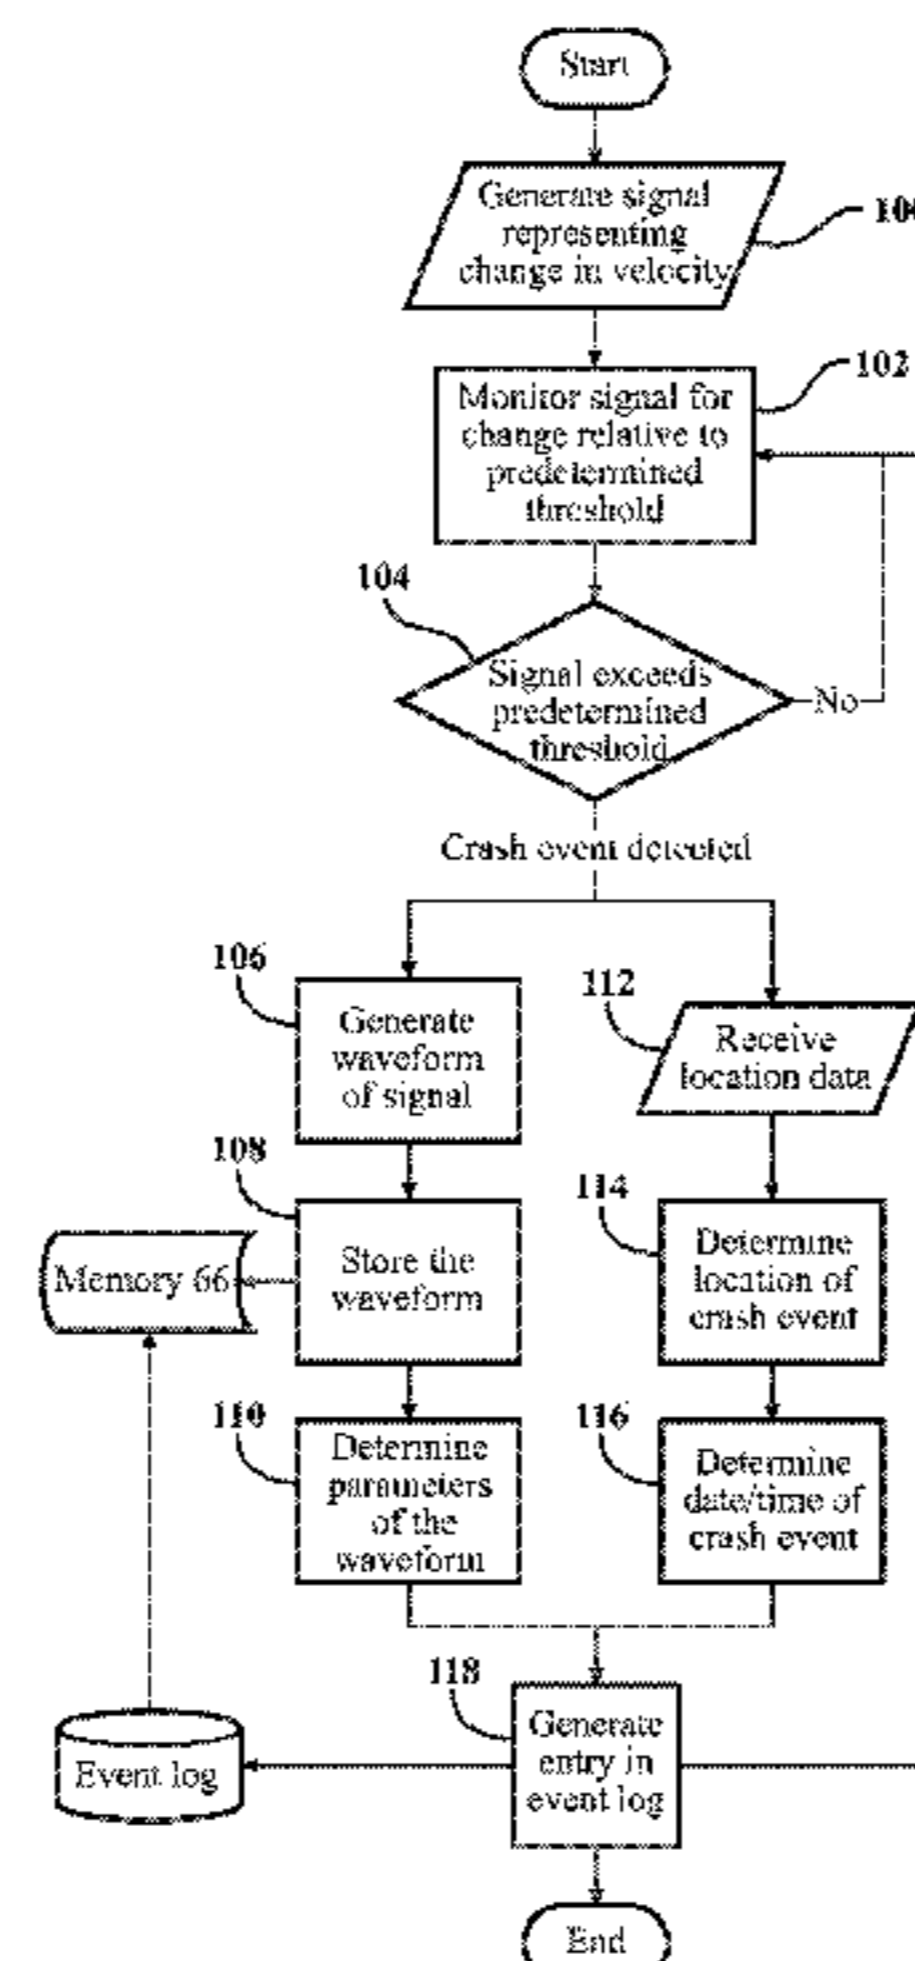 Start
Generate signal
representing
change in velocity
100
102
Monitor signal for
change relative to
predetermined
threshold
104
Signal exceeds
predetermined
threshold
No
Crash event detected
106
Generate
waveform
of signal
112
Receive
location data
108
Store the
waveform
Memory 66
114
Determine
location of
crash event
110
Determine
parameters
of the
waveform
116
Determine
date/time of
crash event
118
Generate
entry in
event log
Event log
End